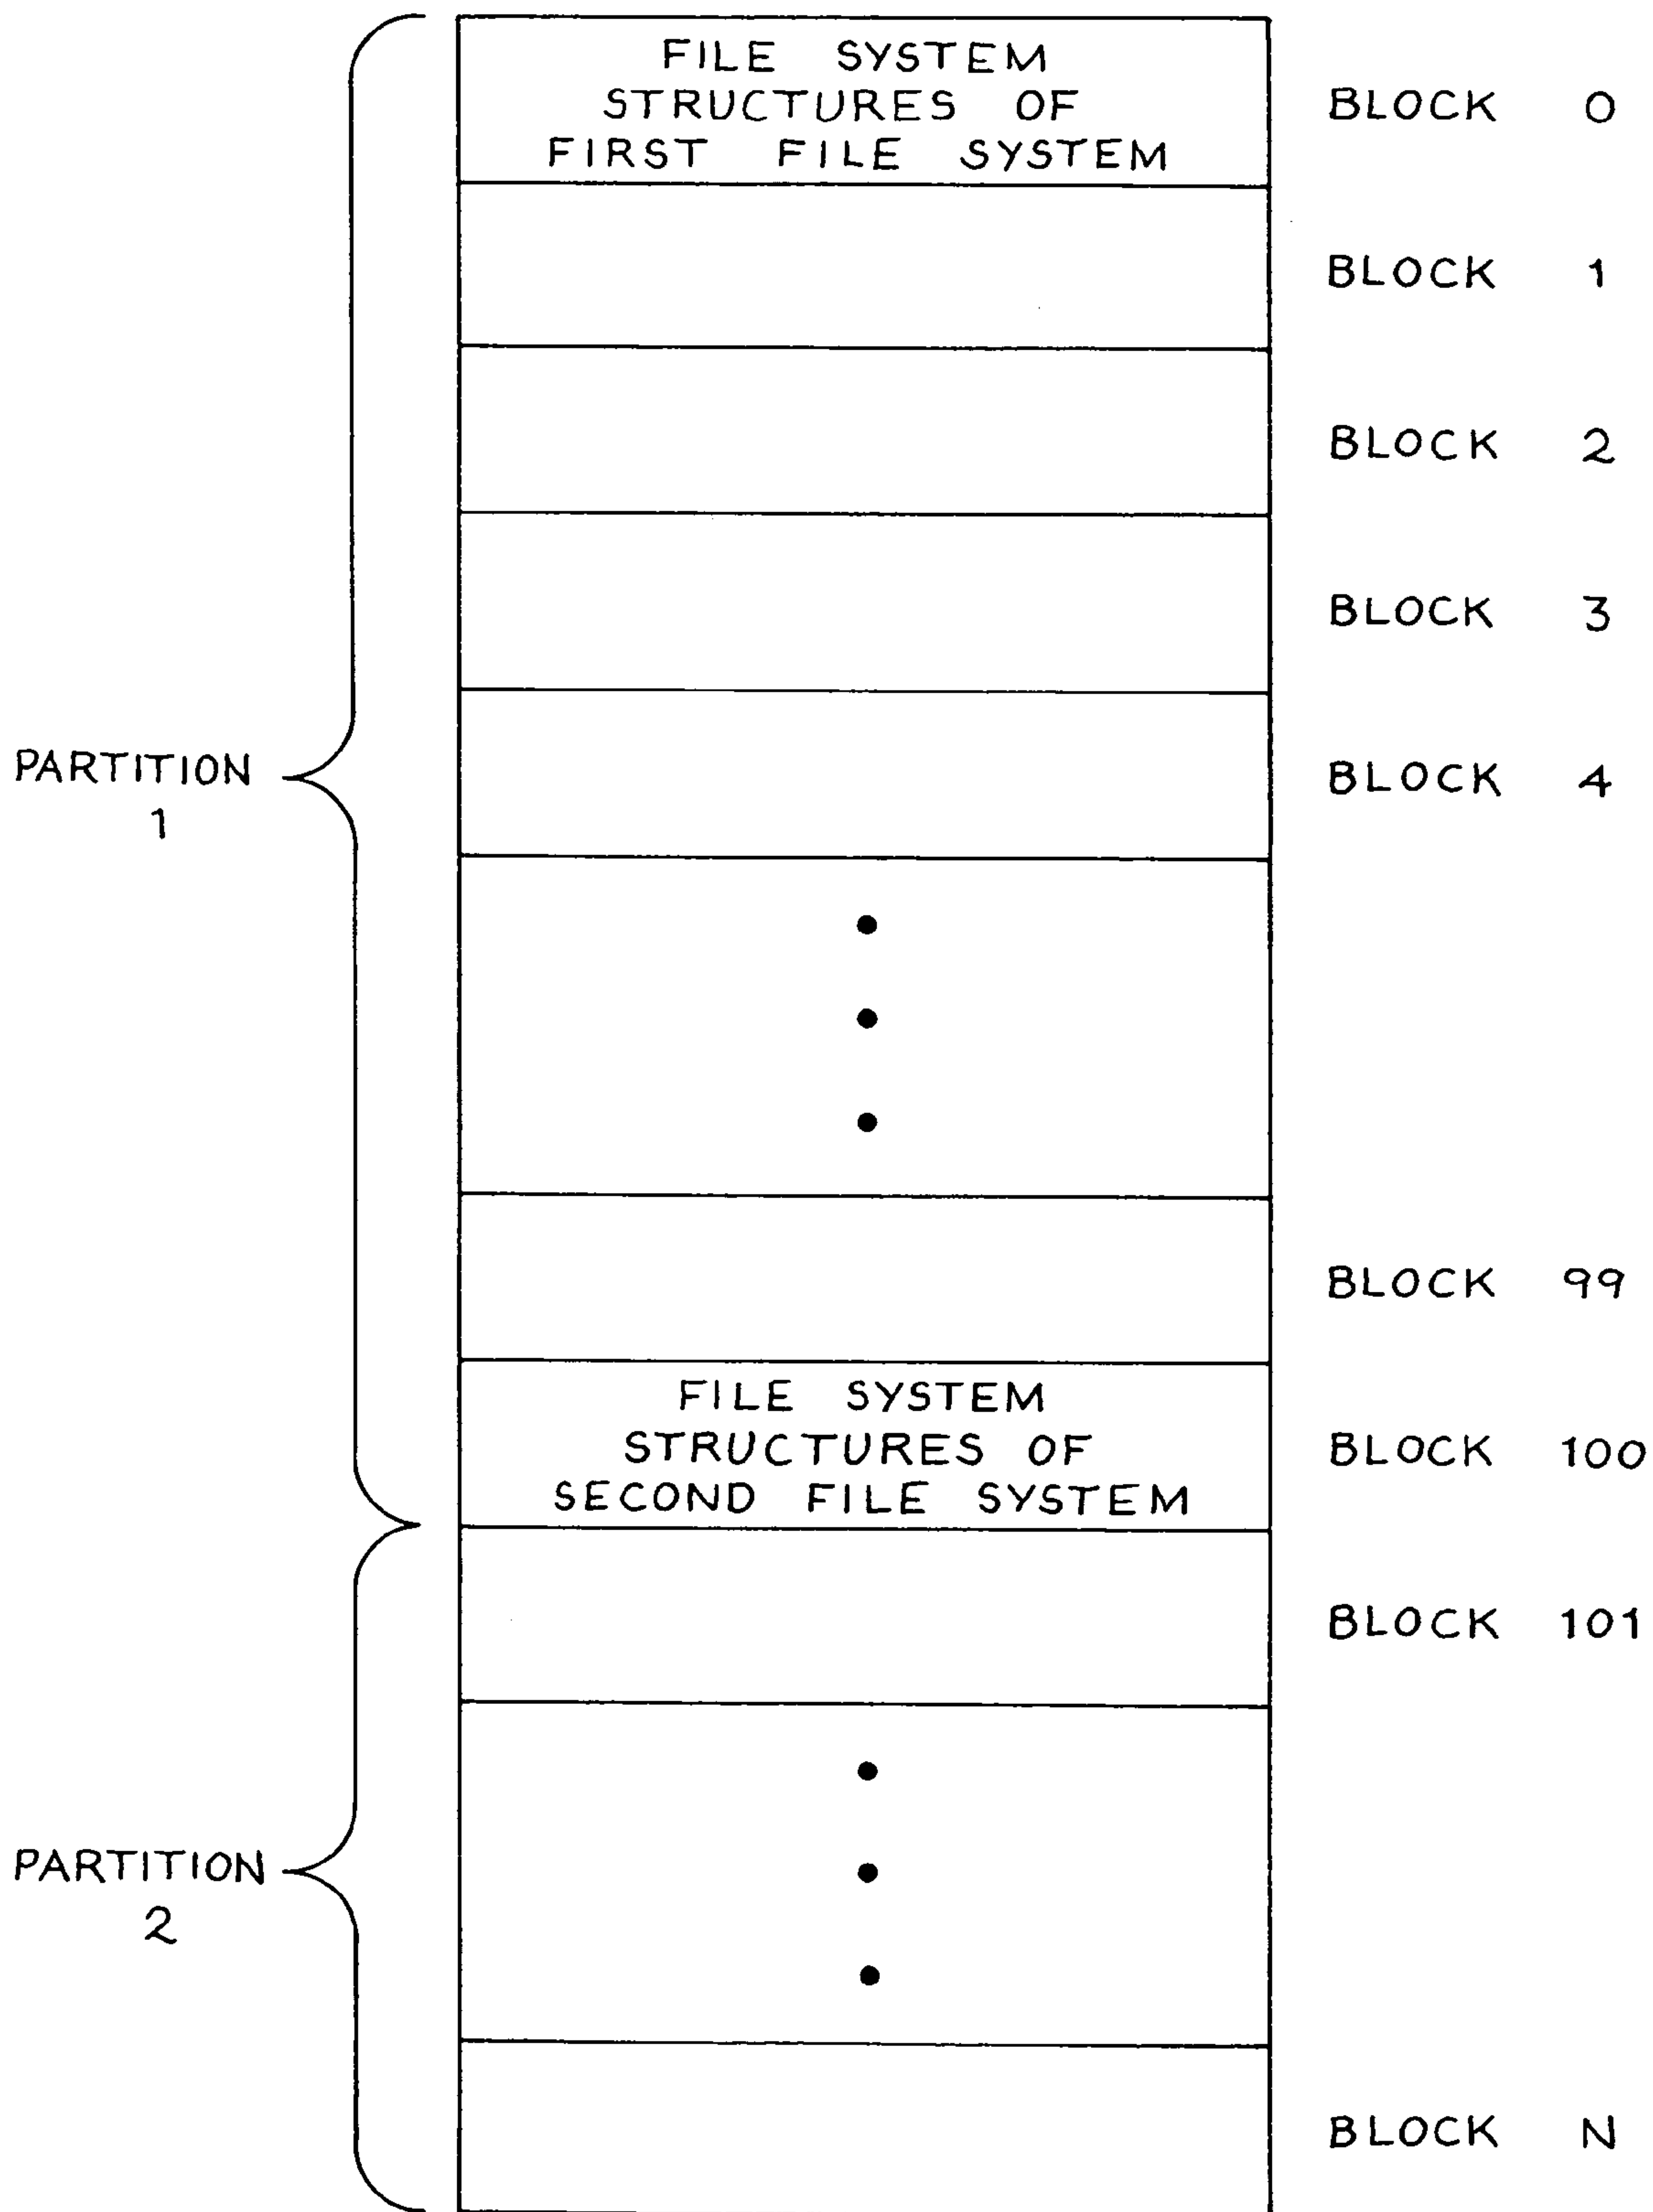 FILE SYSTEM
STRUCTURES OF
FIRST FILE SYSTEM
BLOCK 0
BLOCK 1
BLOCK 2
BLOCK 3
PARTITION
1
BLOCK 4
BLOCK 99
FILE SYSTEM
STRUCTURES OF
SECOND FILE SYSTEM
BLOCK 100
BLOCK 101
PARTITION
2
BLOCK N